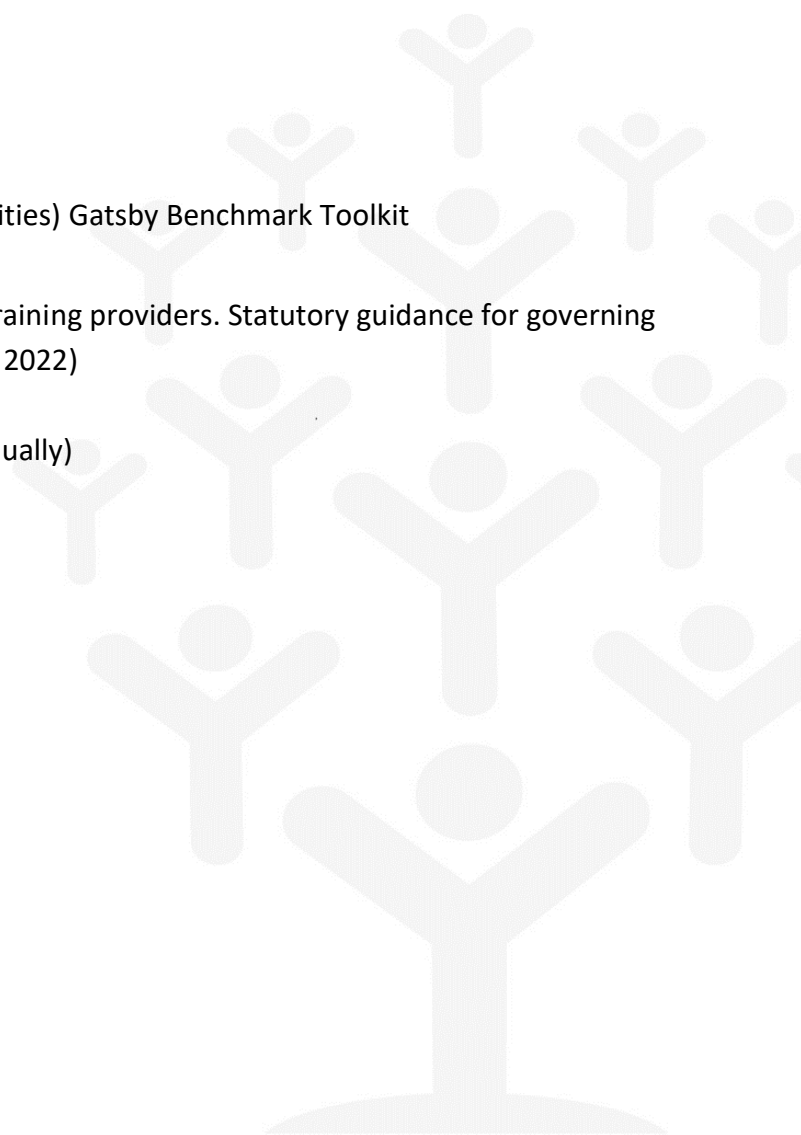 ities) Gatsby Benchmark Toolkit
raining providers. Statutory guidance for governing
2022)
ually)